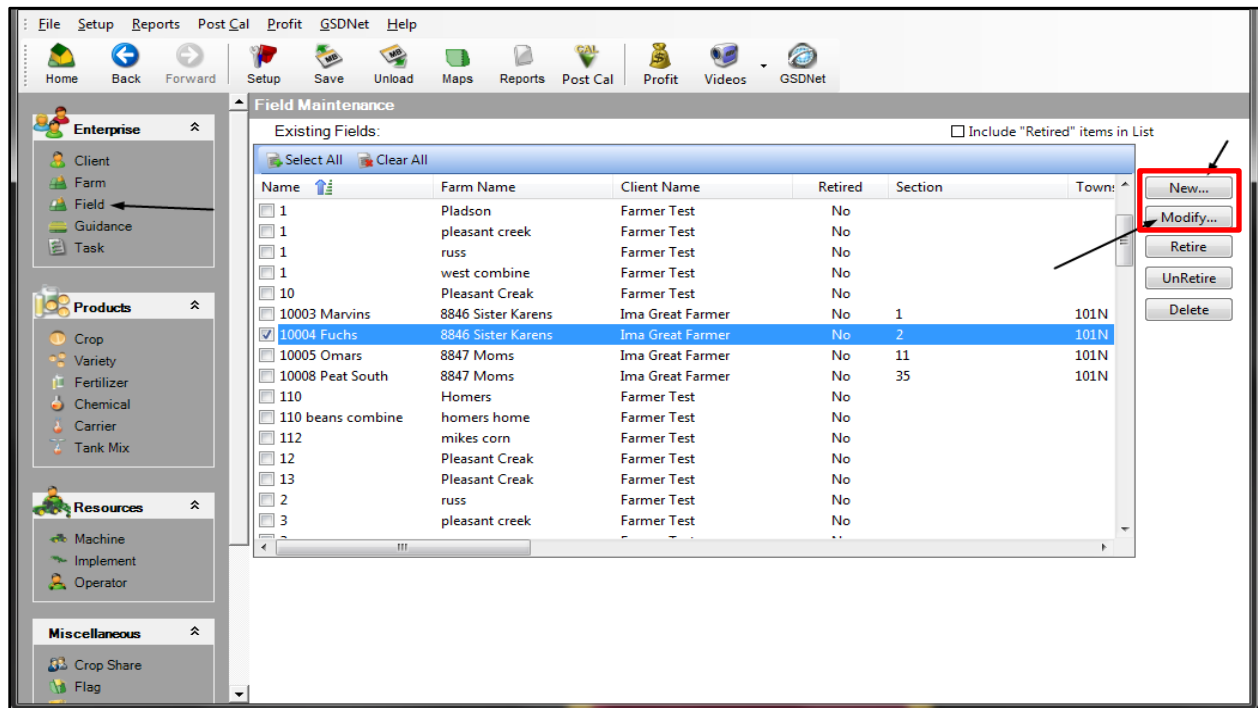 File Setup Reports Post Cal Profit GSDNet Help
Home Back Forward Setup Save Unload Maps Reports Post Cal Profit Videos GSDNet
Enterprise
Client
Farm
Field
Guidance
Task
Products
Crop
Variety
Fertilizer
Chemical
Carrier
Tank Mix
Resources
Machine
Implement
Operator
Miscellaneous
Crop Share
Flag
Field Maintenance
Existing Fields:
Include "Retired" items in List
Select All Clear All
Name Farm Name Client Name Retired Section Towns
1 Pladson Farmer Test No
1 pleasant creek Farmer Test No
1 russ Farmer Test No
1 west combine Farmer Test No
10 Pleasant Creak Farmer Test No
10003 Marvins 8846 Sister Karens Ima Great Farmer No 1 101N
10004 Fuchs 8846 Sister Karens Ima Great Farmer No 2 101N
10005 Omars 8847 Moms Ima Great Farmer No 11 101N
10008 Peat South 8847 Moms Ima Great Farmer No 35 101N
110 Homers Farmer Test No
110 beans combine homers home Farmer Test No
112 mikes corn Farmer Test No
12 Pleasant Creak Farmer Test No
13 Pleasant Creak Farmer Test No
2 russ Farmer Test No
3 pleasant creek Farmer Test No
New...
Modify...
Retire
UnRetire
Delete